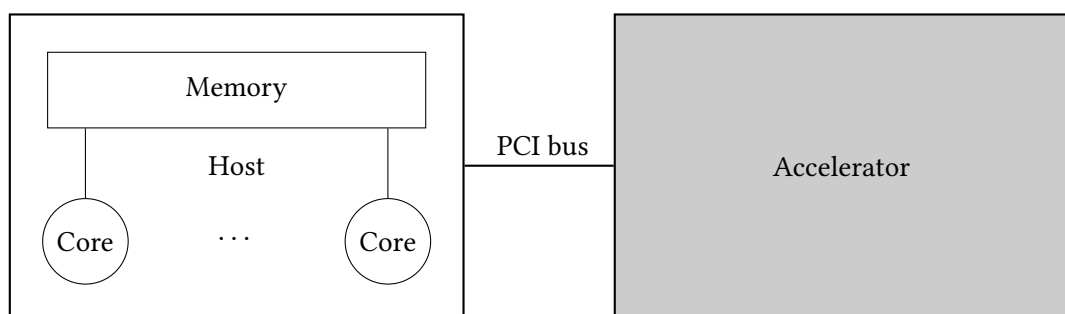 Memory
PCI bus
Host
Accelerator
Core
...
Core